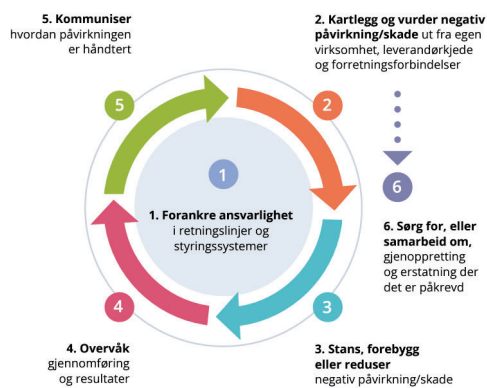 5. Kommuniser
hvordan påvirkningen
er håndtert
2. Kartlegg og vurder negativ
påvirkning/skade ut fra egen
virksomhet, leverandørkjede
og forretningsforbindelser
5
2
1
1. Forankre ansvarlighet
i retningslinjer og
styringssystemer
6
6. Sørg for, eller
samarbeid om,
gjenoppretting
og erstatning der
det er påkrevd
4
3
4. Overvåk
gjennomføring
og resultater
3. Stans, forebygg
eller reduser
negativ påvirkning/skade